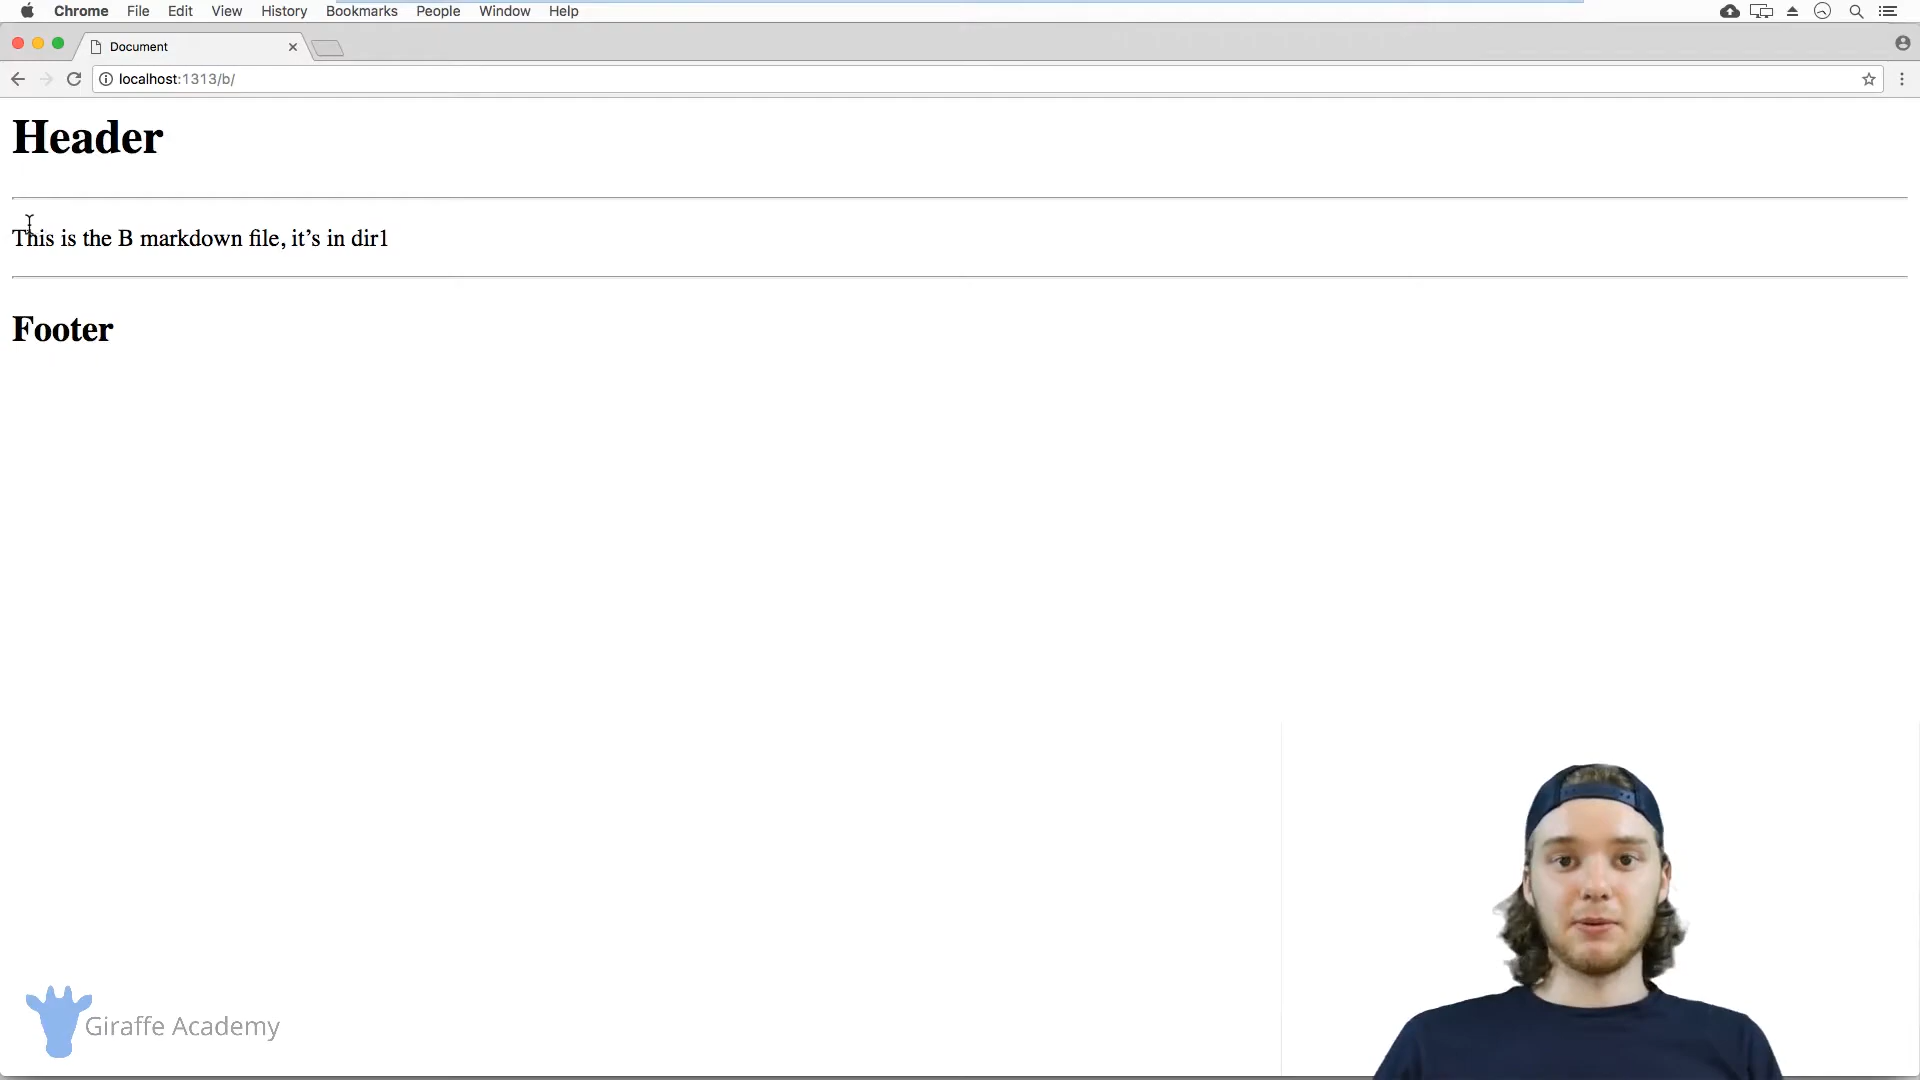 Chrome File Edit View History Bookmarks People Window Help
Document
localhost:1313/b/
Header
This is the B markdown file, it’s in dir1
Footer
Giraffe Academy